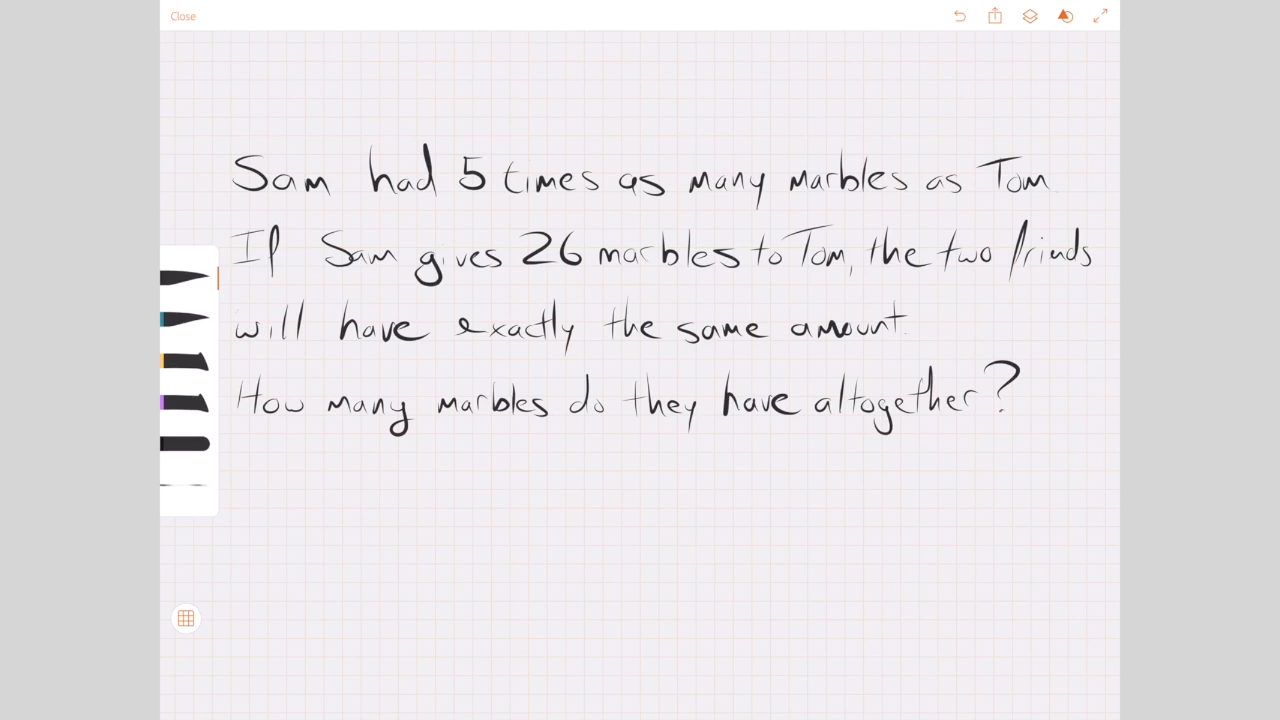 Close
Sam had 5 times as many marbles as Tom
If Sam gives 26 marbles to Tom, the two friends
will have exactly the same amount.
How many marbles do they have altogether?